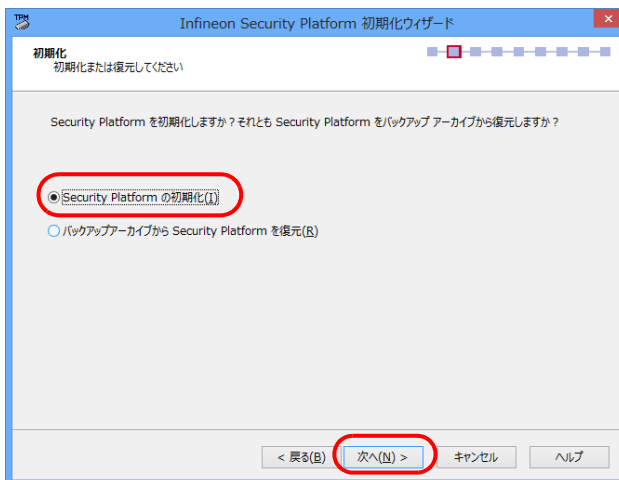 TPM
Infineon Security Platform 初期化ウィザード
初期化
初期化または復元してください
Security Platform を初期化しますか？それとも Security Platform をバックアップ アーカイブから復元しますか？
Security Platform の初期化(I)
バックアップアーカイブから Security Platform を復元(R)
< 戻る(B)
次へ(N) >
キャンセル
ヘルプ